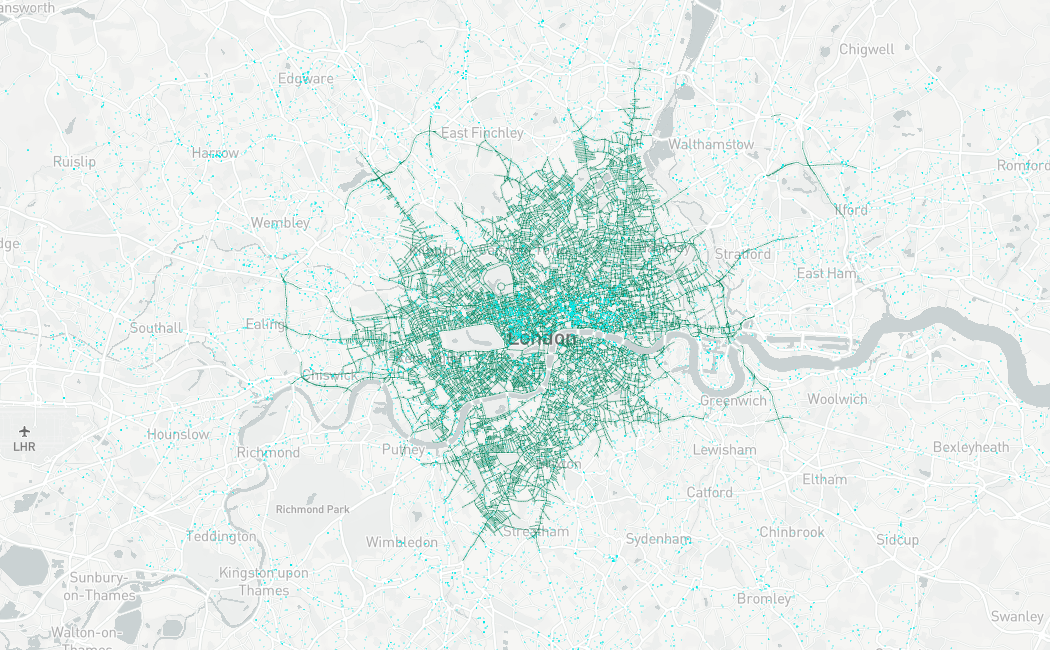 answorth
Chigwell
Edgware
East Finchley
Walthamstow
Harrow
Ruislip
Romford
Ilford
Wembley
dge
Stratford
East Ham
Southall
Ealing
London
Chiswick
Greenwich
Woolwich
LHR
Hounslow
Richmond
Putney
Lewisham
Bexleyheath
Eltham
Catford
Richmond Park
Teddington
Wimbledon
Streatham
Sydenham
Chinbrook
Sidcup
Sunbury-
on-Thames
Kingston upon
Thames
Bromley
Swanley
Walton-on-
Thames